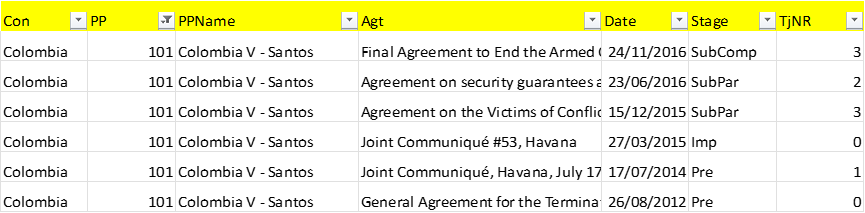 Con PP PPName Agt Date Stage TjNR
Colombia 101 Colombia V - Santos Final Agreement to End the Armed 24/11/2016 SubComp 3
Colombia 101 Colombia V - Santos Agreement on security guarantees a 23/06/2016 SubPar 2
Colombia 101 Colombia V - Santos Agreement on the Victims of Conflic 15/12/2015 SubPar 3
Colombia 101 Colombia V - Santos Joint Communiqué #53, Havana 27/03/2015 Imp 0
Colombia 101 Colombia V - Santos Joint Communiqué, Havana, July 17 17/07/2014 Pre 1
Colombia 101 Colombia V - Santos General Agreement for the Termina 26/08/2012 Pre 0